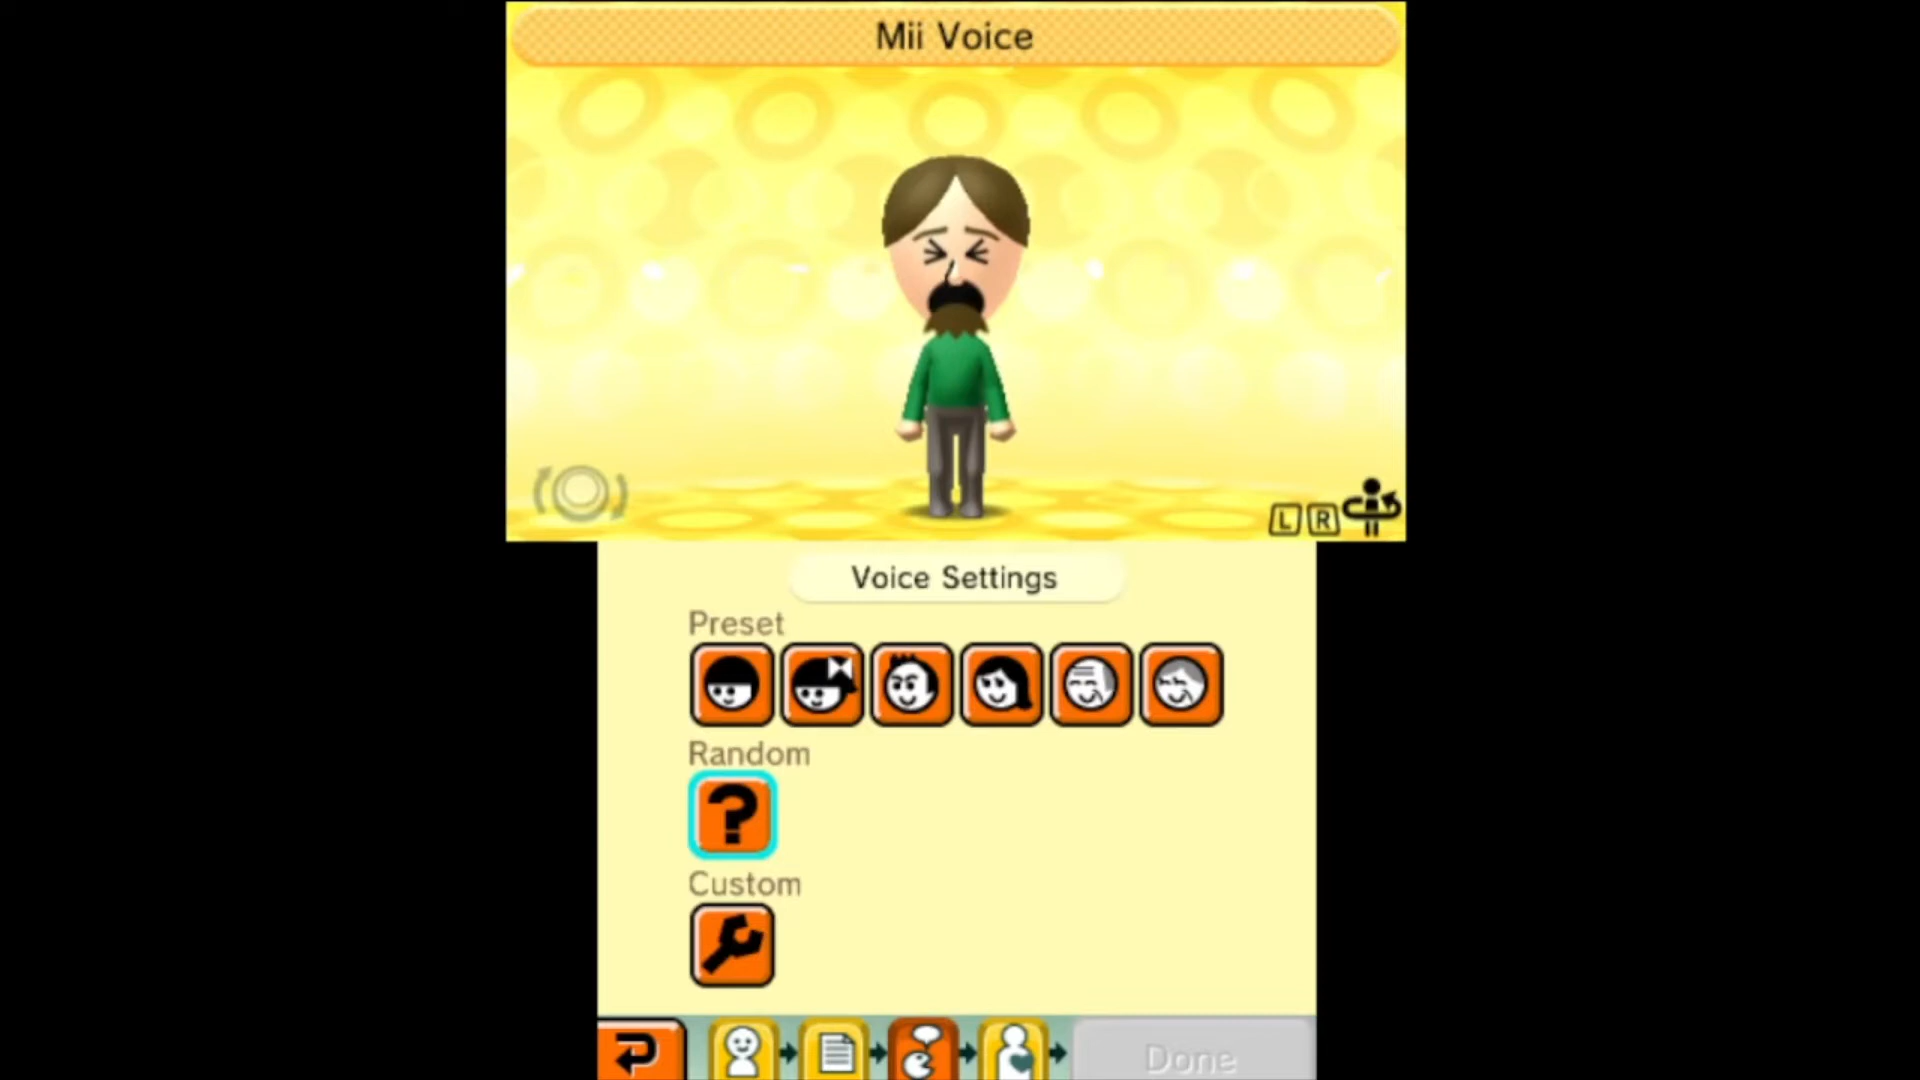 Mii Voice
L R
Voice Settings
Preset
Random
?
Custom
Done